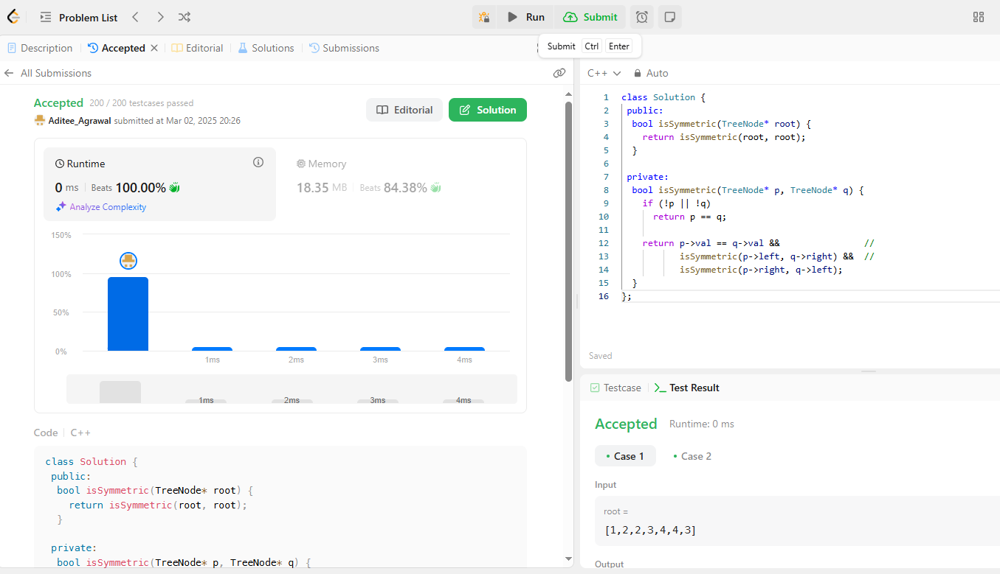 Problem List
Run
Submit
Submit Ctrl Enter
Description
Accepted
Editorial
Solutions
Submissions
All Submissions
Accepted 200 / 200 testcases passed
Aditee_Agrawal submitted at Mar 02, 2025 20:26
Editorial
Solution
Runtime
0 ms Beats 100.00%
Analyze Complexity
Memory
18.35 MB Beats 84.38%
150%
100%
50%
0%
1ms 2ms 3ms 4ms
1ms 2ms 3ms 4ms
Code C++
class Solution {
public:
bool isSymmetric(TreeNode* root) {
return isSymmetric(root, root);
}
private:
bool isSymmetric(TreeNode* p, TreeNode* q) {
C++ Auto
1 class Solution {
2 public:
3 bool isSymmetric(TreeNode* root) {
4 return isSymmetric(root, root);
5 }
6
7 private:
8 bool isSymmetric(TreeNode* p, TreeNode* q) {
9 if (!p || !q)
10 return p == q;
11
12 return p->val == q->val && //
13 isSymmetric(p->left, q->right) && //
14 isSymmetric(p->right, q->left);
15 }
16 };
Saved
Testcase
Test Result
Accepted Runtime: 0 ms
Case 1 Case 2
Input
root =
[1,2,2,3,4,4,3]
Output